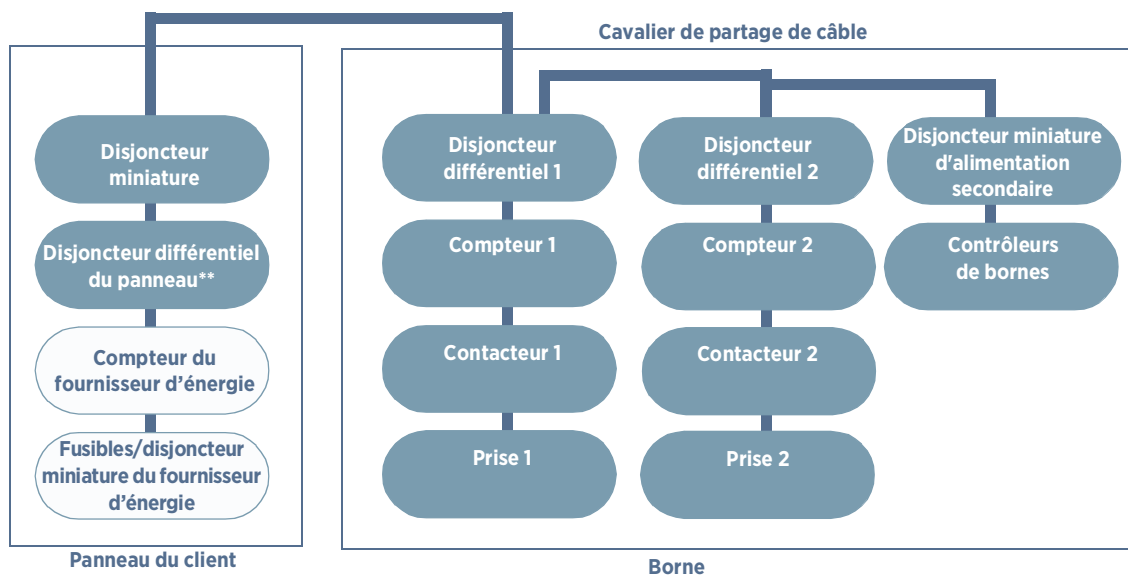 Cavalier de partage de câble
Disjoncteur
miniature
Disjoncteur différentiel
du panneau**
Compteur du
fournisseur d’énergie
Fusibles/disjoncteur
miniature du fournisseur
d’énergie
Panneau du client
Disjoncteur
différentiel 1
Compteur 1
Contacteur 1
Prise 1
Disjoncteur
différentiel 2
Compteur 2
Contacteur 2
Prise 2
Disjoncteur miniature
d'alimentation
secondaire
Contrôleurs
de bornes
Borne